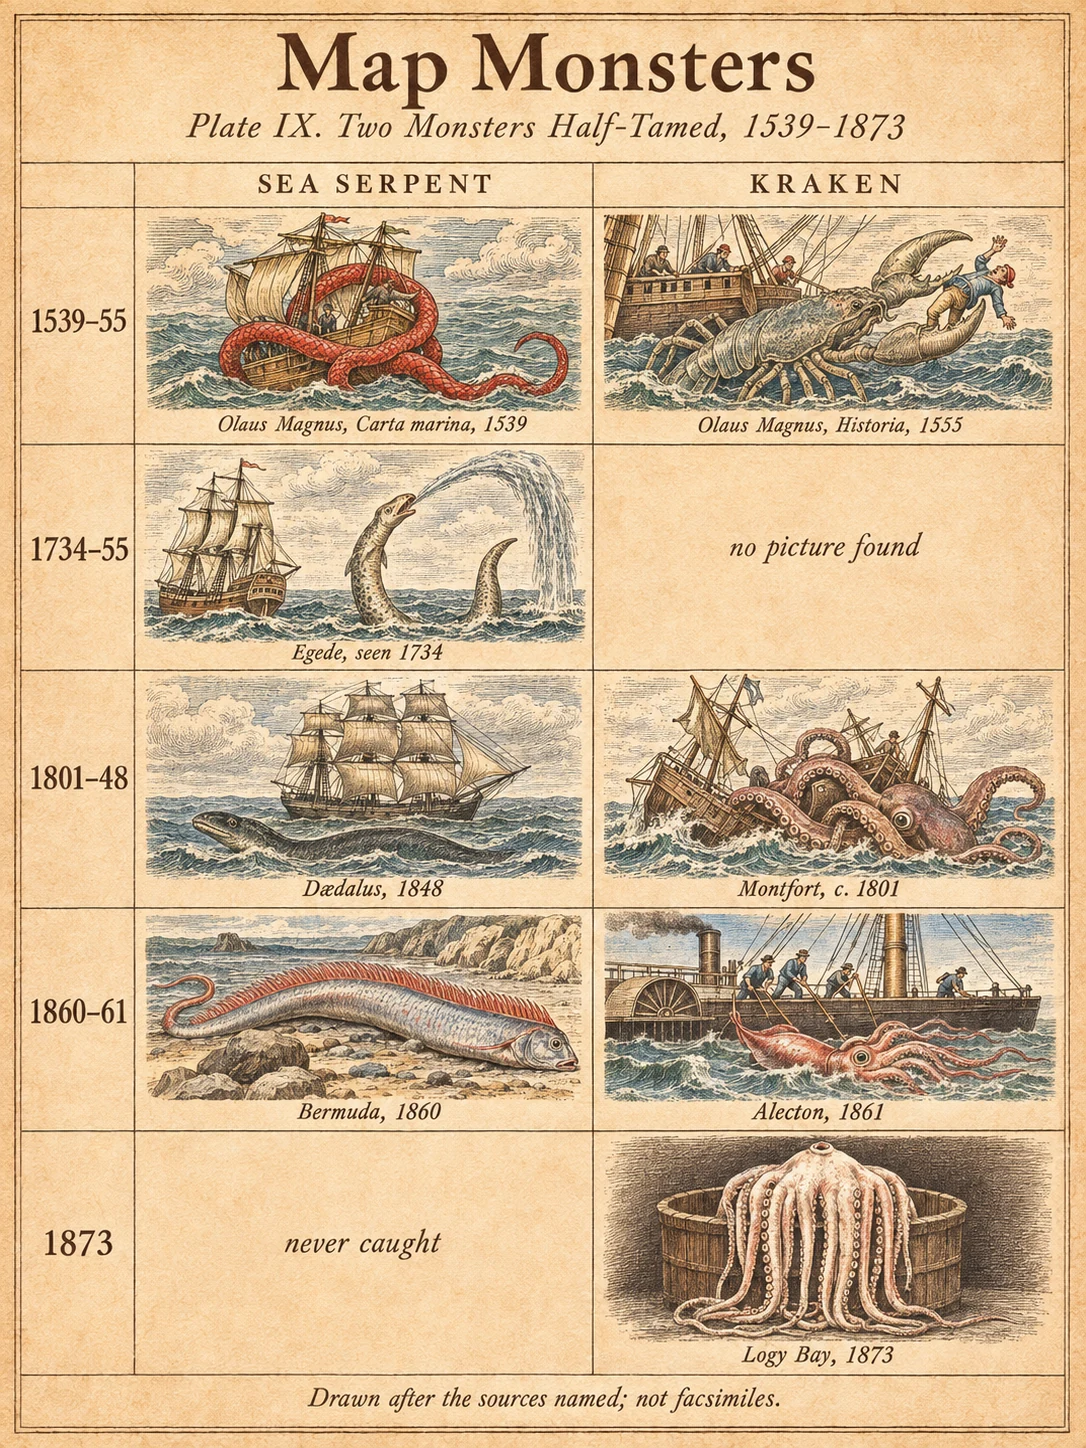 Map Monsters
Plate IX. Two Monsters Half-Tamed, 1539–1873
SEA SERPENT
KRAKEN
1539–55
Olaus Magnus, Carta marina, 1539
Olaus Magnus, Historia, 1555
1734–55
Egede, seen 1734
no picture found
1801–48
Dædalus, 1848
Montfort, c. 1801
1860–61
Bermuda, 1860
Alecton, 1861
1873
never caught
Logy Bay, 1873
Drawn after the sources named; not facsimiles.